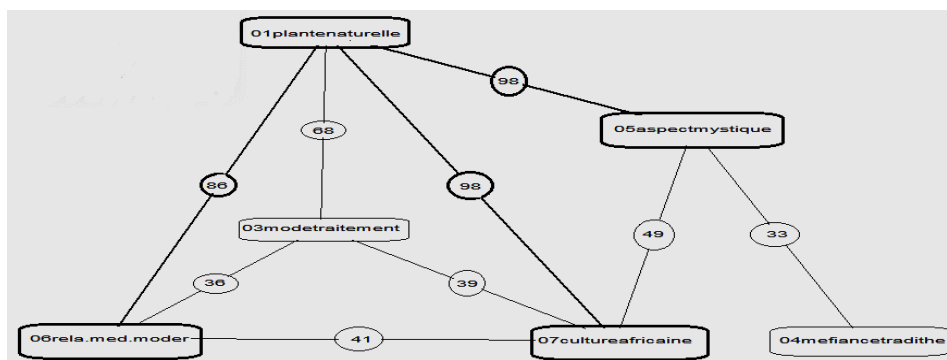 01plantenaturelle
98
05aspectmystique
68
86
98
03modetraitement
49
33
36
39
06rela.med.moder
41
07cultureafricaine
04mefiancetradithe